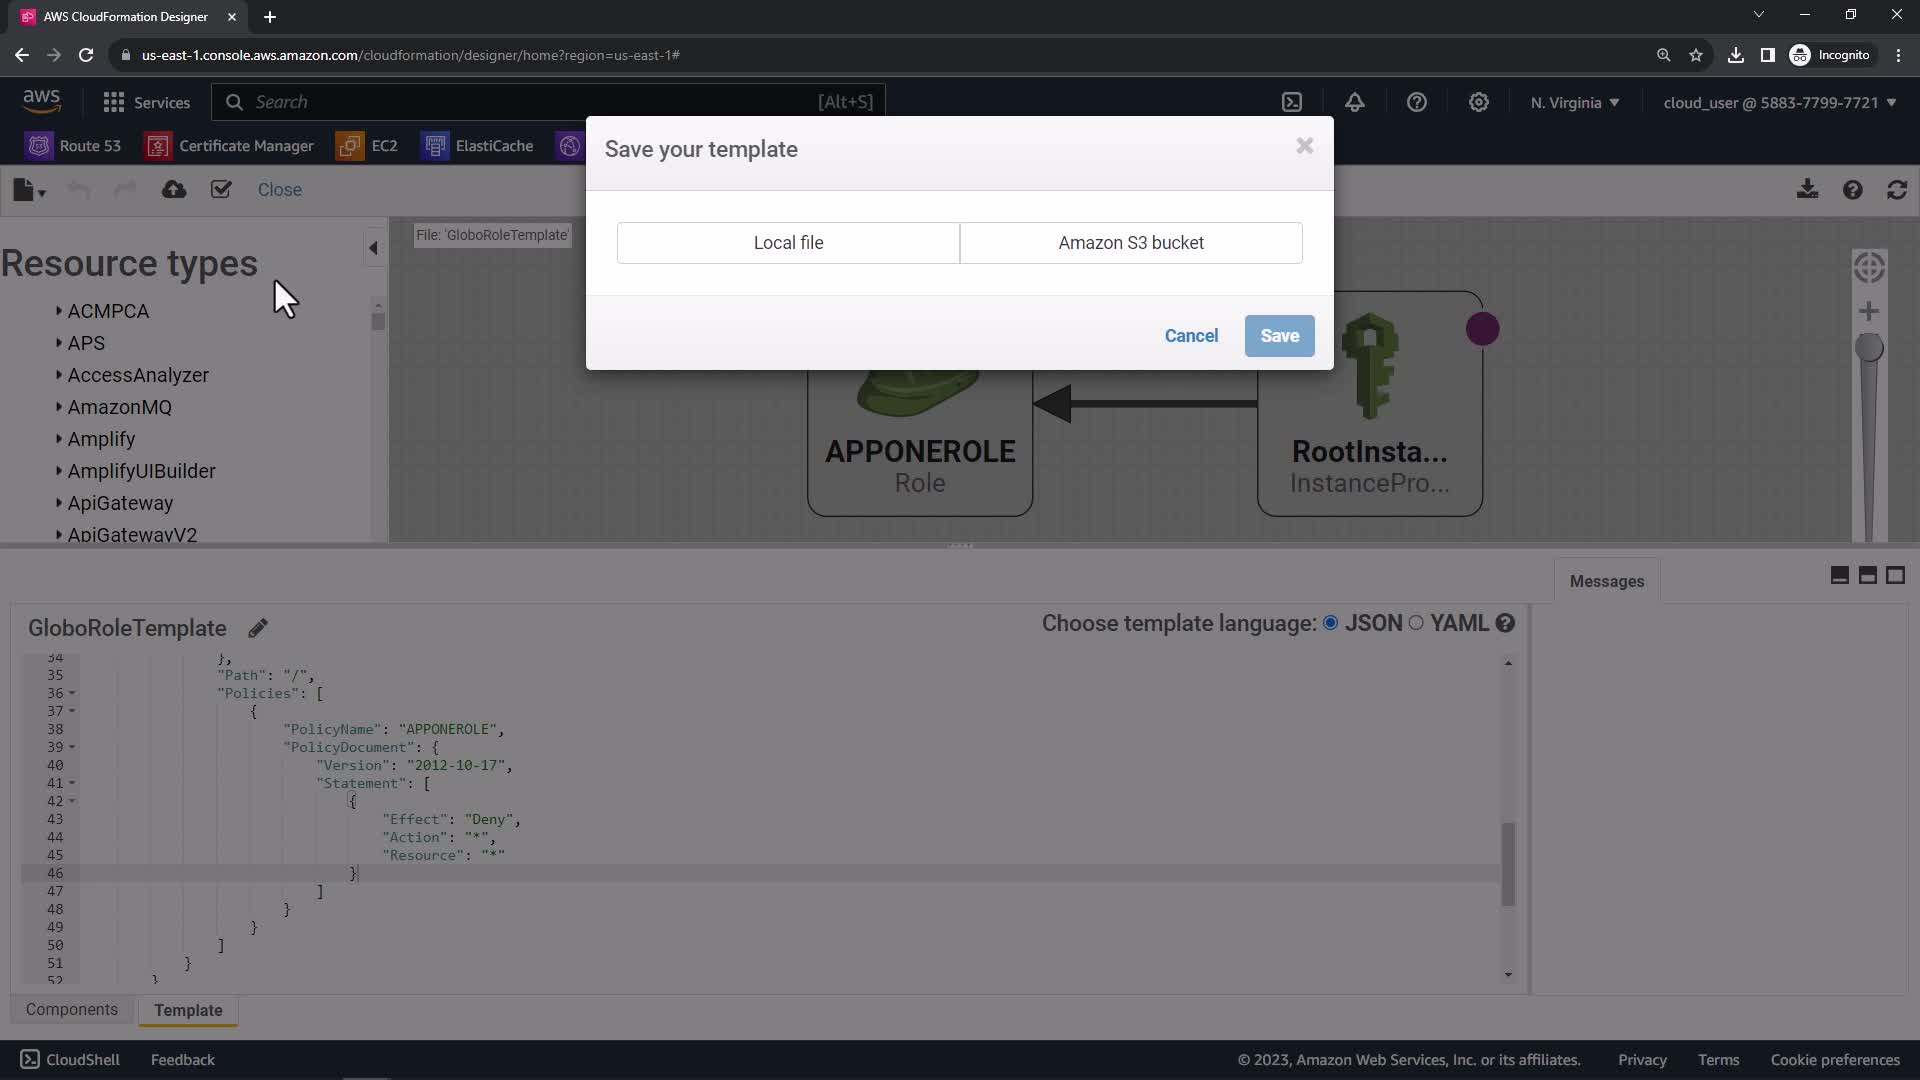 AWS CloudFormation Designer
us-east-1.console.aws.amazon.com/cloudformation/designer/home?region=us-east-1#
Incognito
aws
Services
Search
[Alt+S]
N. Virginia
cloud_user @ 5883-7799-7721
Route 53
Certificate Manager
EC2
ElastiCache
Save your template
Close
Local file
Amazon S3 bucket
Cancel
Save
File: 'GloboRoleTemplate'
Resource types
ACMPCA
APS
AccessAnalyzer
AmazonMQ
Amplify
AmplifyUIBuilder
ApiGateway
ApiGatewayV2
APPONEROLE
Role
RootInsta...
InstancePro...
Messages
GloboRoleTemplate
Choose template language: JSON YAML
34 },
35 "Path": "/",
36 "Policies": [
37 {
38 "PolicyName": "APPONEROLE",
39 "PolicyDocument": {
40 "Version": "2012-10-17",
41 "Statement": [
42 {
43 "Effect": "Deny",
44 "Action": "*",
45 "Resource": "*"
46 }
47 ]
48 }
49 }
50 ]
51 }
52 }
Components
Template
CloudShell
Feedback
© 2023, Amazon Web Services, Inc. or its affiliates.
Privacy
Terms
Cookie preferences